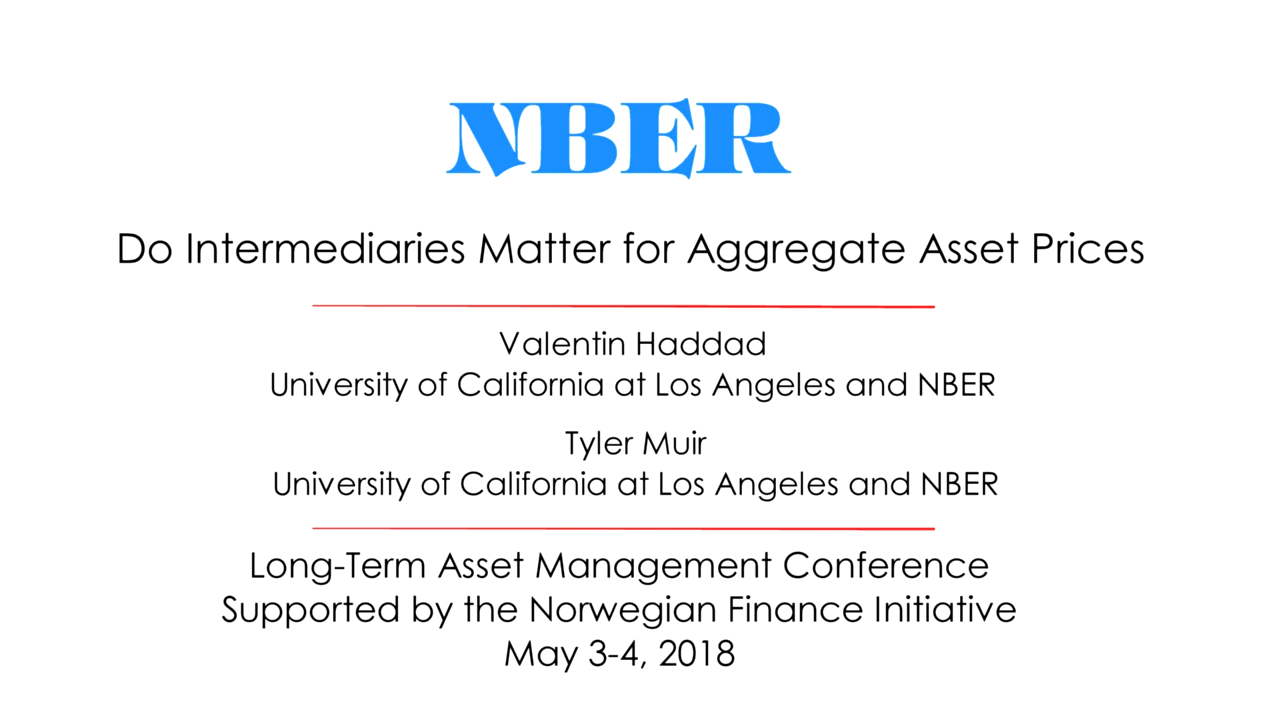 NBER
Do Intermediaries Matter for Aggregate Asset Prices
Valentin Haddad
University of California at Los Angeles and NBER
Tyler Muir
University of California at Los Angeles and NBER
Long-Term Asset Management Conference
Supported by the Norwegian Finance Initiative
May 3-4, 2018